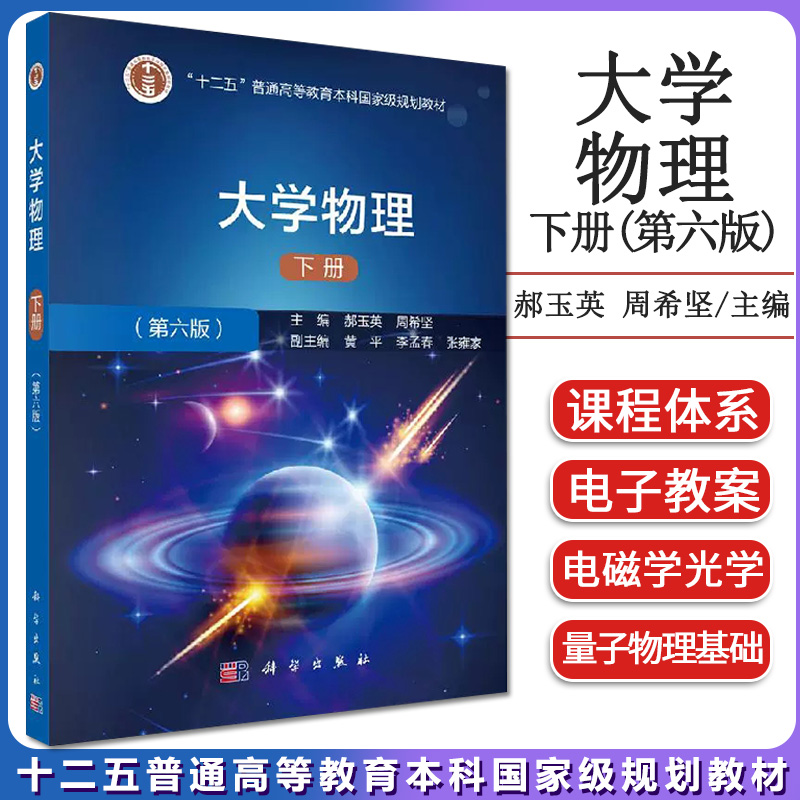 “十二五”普通高等教育本科国家级规划教材
大学物理
下册
（第六版）
主 编 郝玉英 周希坚
副主编 黄 平 李孟春 张雍家
科学出版社
大学物理
下册
（第六版）
科学出版社
大学
物理
下册(第六版)
郝玉英 周希坚/主编
课程体系
电子教案
电磁学光学
量子物理基础
十二五普通高等教育本科国家级规划教材